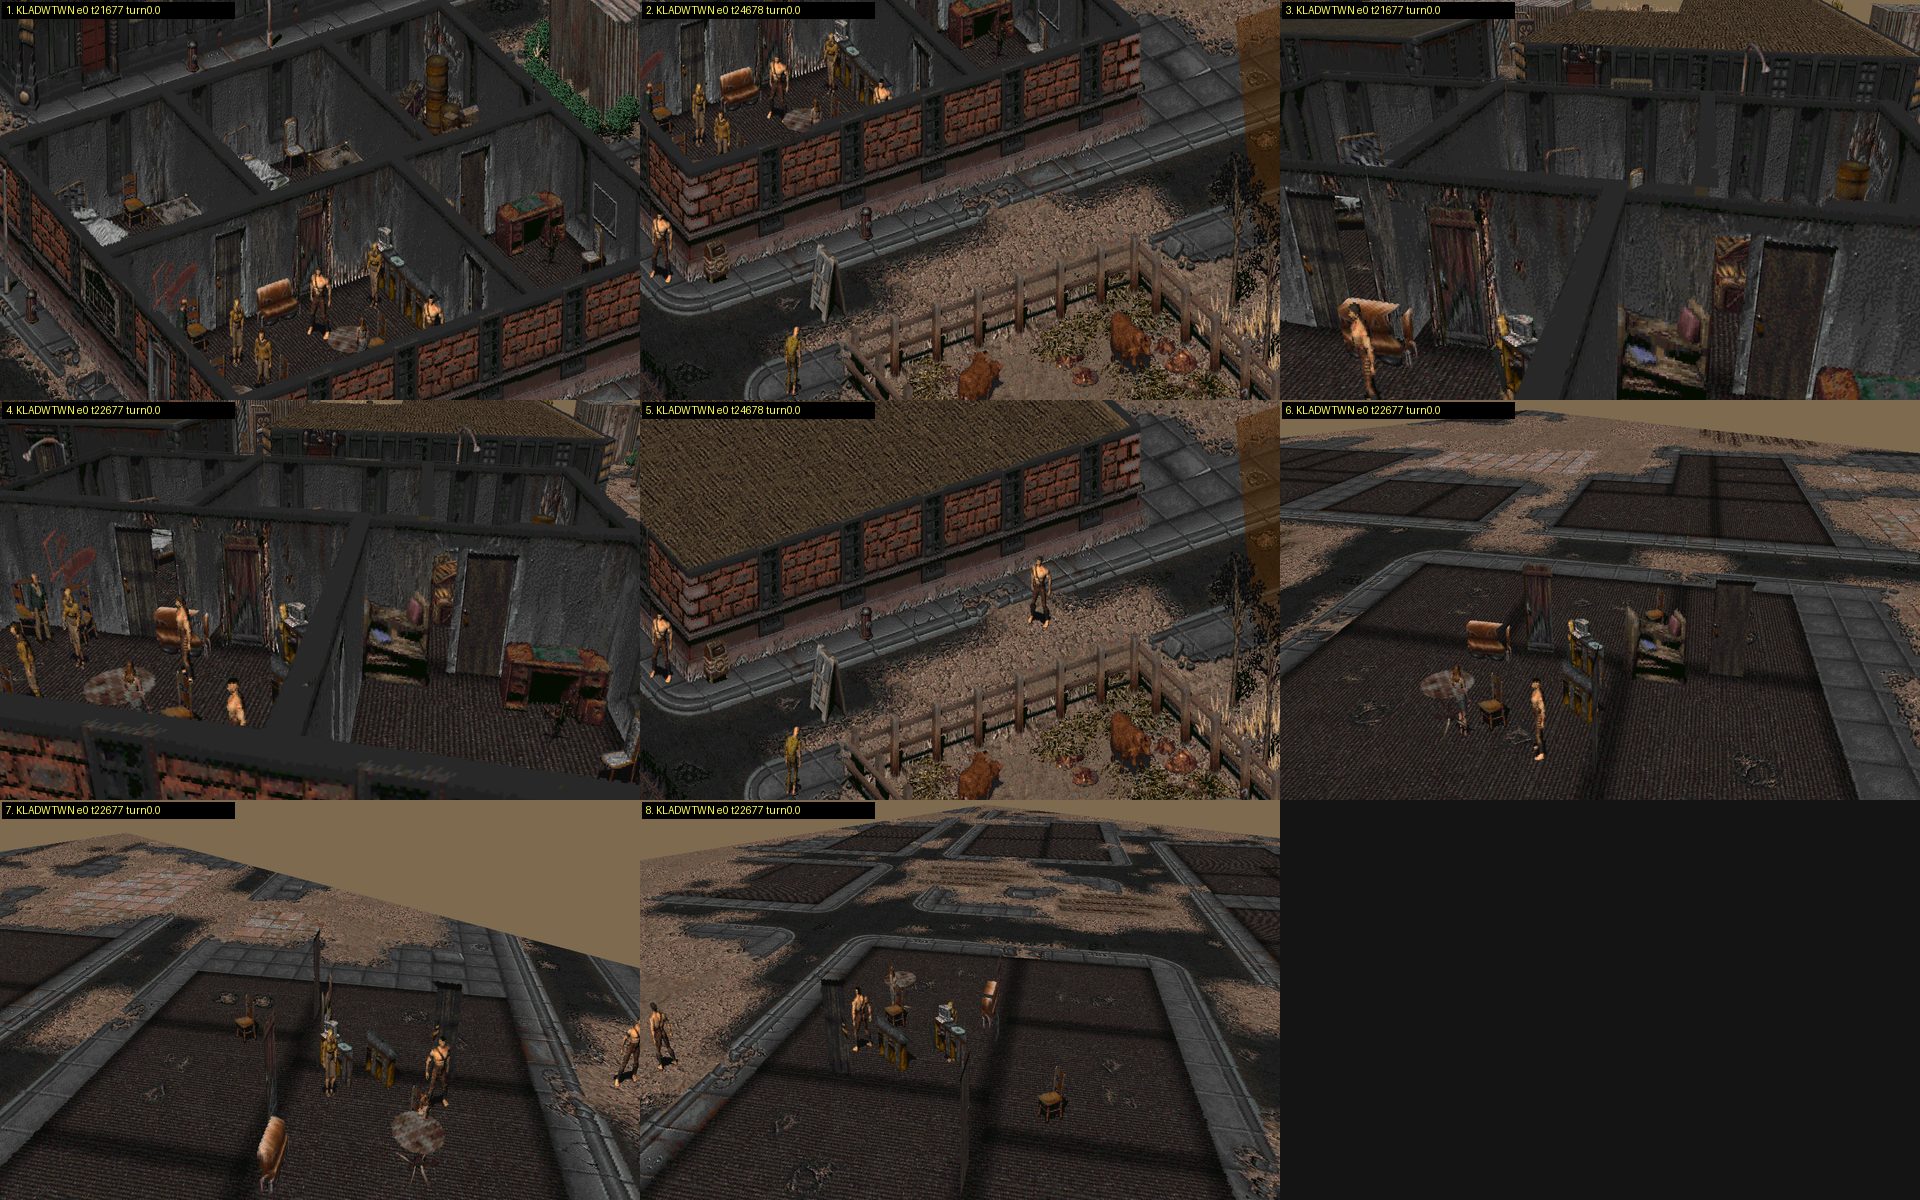 1. KLADWTWN e0 t21677 turn0.0
2. KLADWTWN e0 t24678 turn0.0
3. KLADWTWN e0 t21677 turn0.0
4. KLADWTWN e0 t22677 turn0.0
5. KLADWTWN e0 t24678 turn0.0
6. KLADWTWN e0 t22677 turn0.0
7. KLADWTWN e0 t22677 turn0.0
8. KLADWTWN e0 t22677 turn0.0